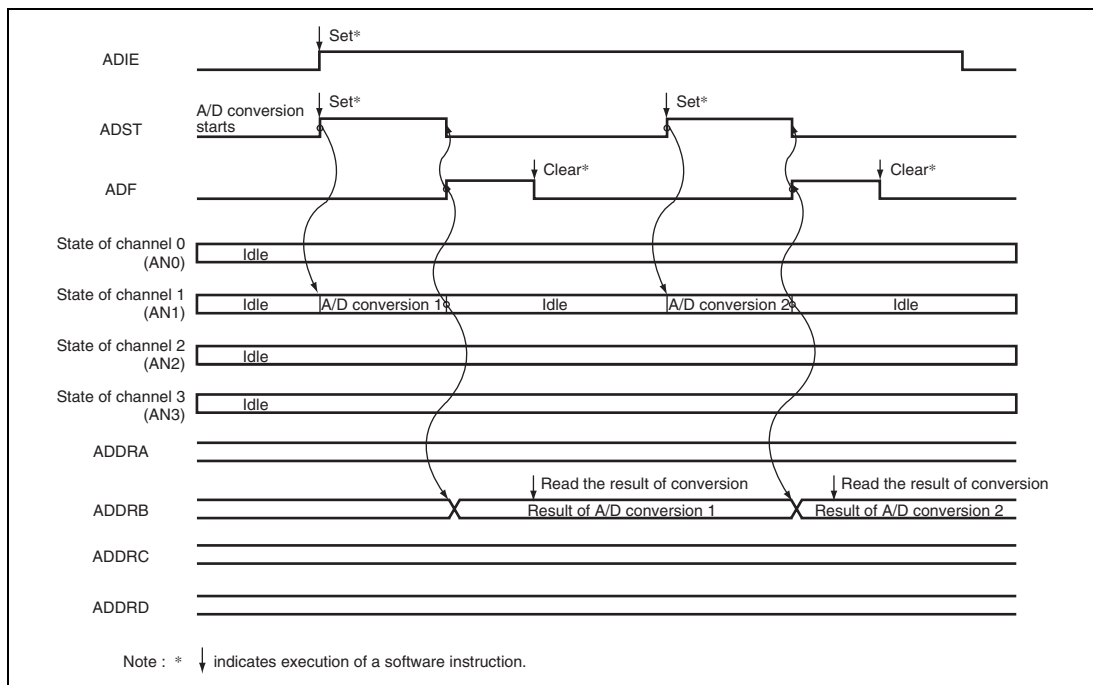 ADIE
Set*
A/D conversion
starts
ADST
Set*
Set*
ADF
Clear*
Clear*
State of channel 0
(AN0)
Idle
State of channel 1
(AN1)
Idle
A/D conversion 1
Idle
A/D conversion 2
Idle
State of channel 2
(AN2)
Idle
State of channel 3
(AN3)
Idle
ADDRA
Read the result of conversion
Read the result of conversion
ADDRB
Result of A/D conversion 1
Result of A/D conversion 2
ADDRC
ADDRD
Note : * ↓ indicates execution of a software instruction.